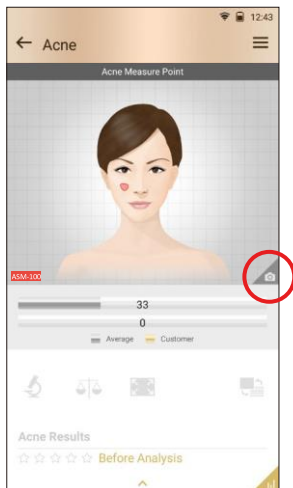 12:43
Acne
Acne Measure Point
ASM-100
33
0
Average Customer
Acne Results
Before Analysis